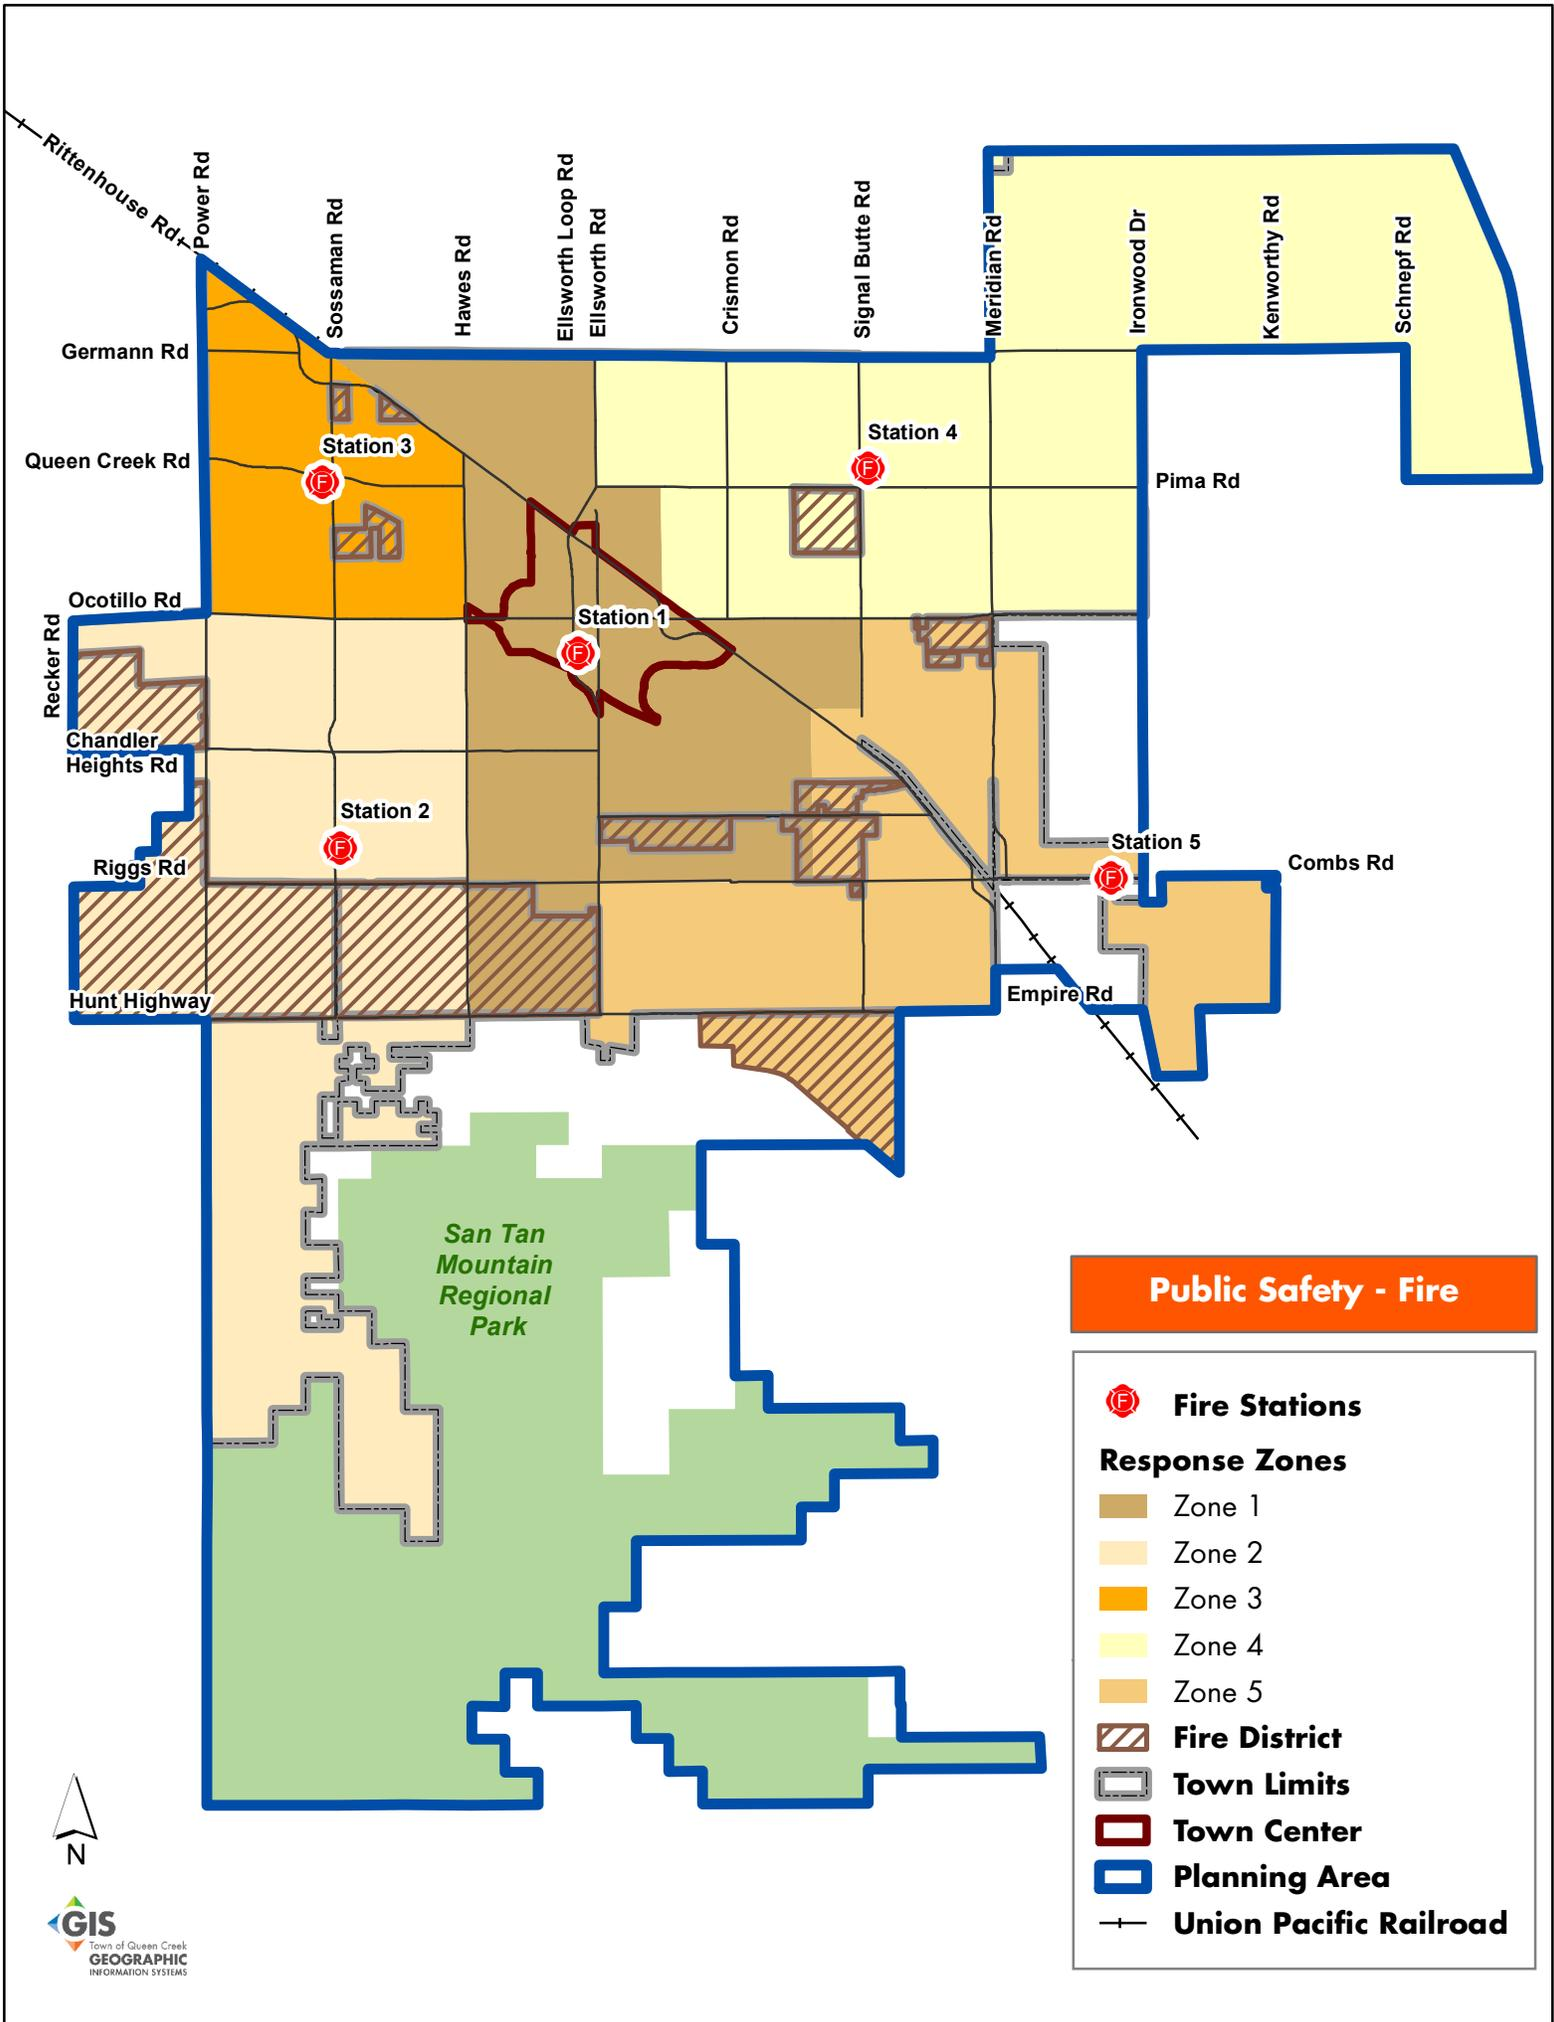 Rittenhouse Rd
Power Rd
Sossaman Rd
Hawes Rd
Ellsworth Loop Rd
Ellsworth Rd
Crismon Rd
Signal Butte Rd
Meridian Rd
Ironwood Dr
Kenworthy Rd
Schnepf Rd
Germann Rd
Station 4
Station 3
Queen Creek Rd
F
F
Pima Rd
Ocotillo Rd
Station 1
Recker Rd
F
Chandler
Heights Rd
Station 2
F
Station 5
Riggs Rd
F
Combs Rd
Hunt Highway
Empire Rd
San Tan
Mountain
Regional
Park
Public Safety - Fire
F
Fire Stations
Response Zones
Zone 1
Zone 2
Zone 3
Zone 4
Zone 5
Fire District
Town Limits
Town Center
Planning Area
Union Pacific Railroad
N
GIS
Town of Queen Creek
GEOGRAPHIC
INFORMATION SYSTEMS